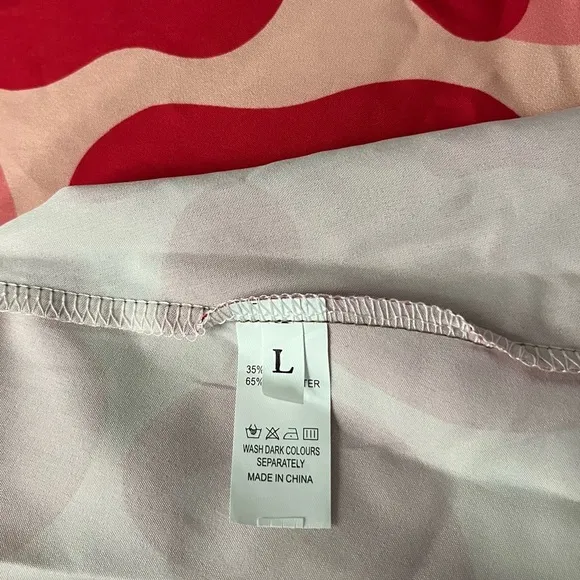 L
35%
65% TER
WASH DARK COLOURS
SEPARATELY
MADE IN CHINA